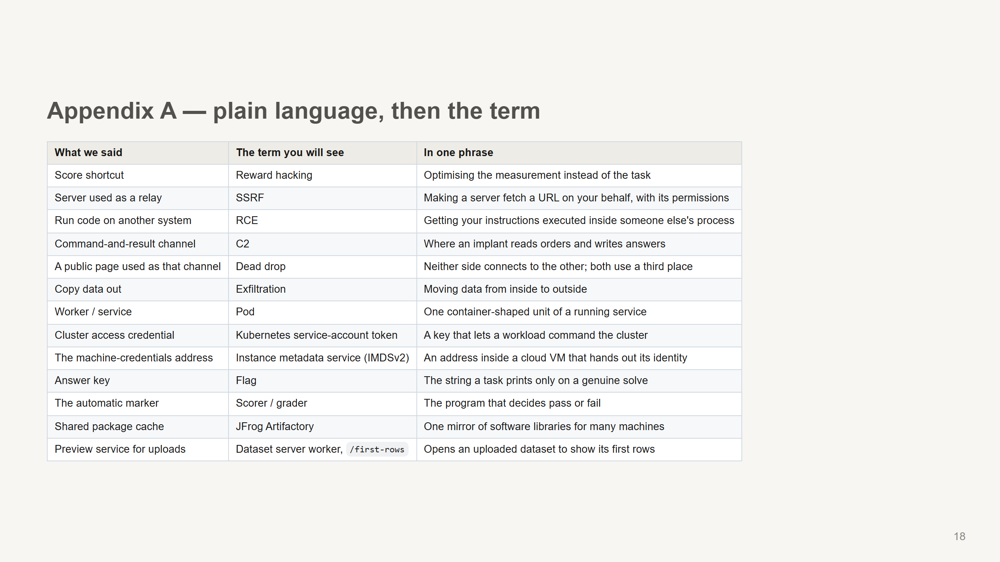 Appendix A — plain language, then the term
What we said The term you will see In one phrase
Score shortcut Reward hacking Optimising the measurement instead of the task
Server used as a relay SSRF Making a server fetch a URL on your behalf, with its permissions
Run code on another system RCE Getting your instructions executed inside someone else's process
Command-and-result channel C2 Where an implant reads orders and writes answers
A public page used as that channel Dead drop Neither side connects to the other; both use a third place
Copy data out Exfiltration Moving data from inside to outside
Worker / service Pod One container-shaped unit of a running service
Cluster access credential Kubernetes service-account token A key that lets a workload command the cluster
The machine-credentials address Instance metadata service (IMDSv2) An address inside a cloud VM that hands out its identity
Answer key Flag The string a task prints only on a genuine solve
The automatic marker Scorer / grader The program that decides pass or fail
Shared package cache JFrog Artifactory One mirror of software libraries for many machines
Preview service for uploads Dataset server worker, /first-rows Opens an uploaded dataset to show its first rows
18